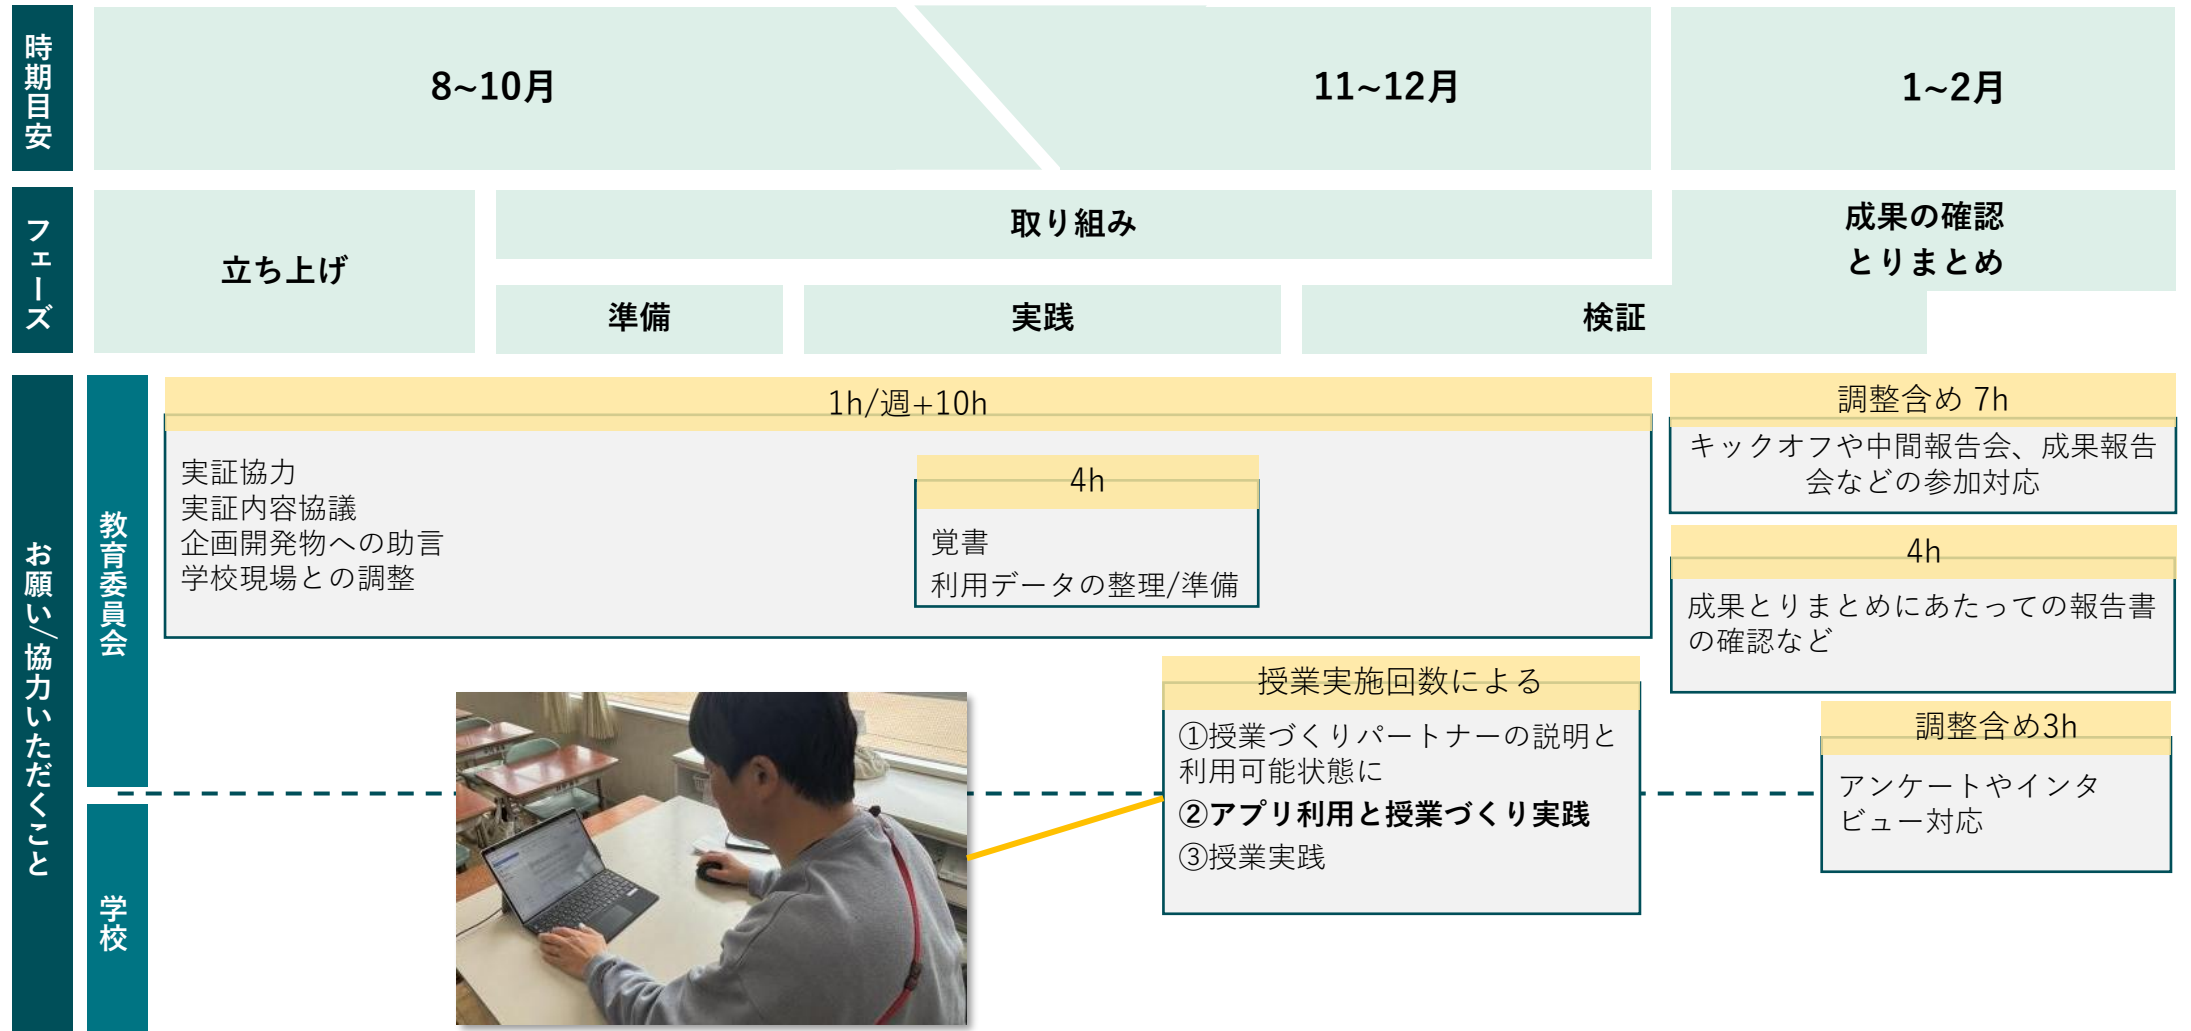 時期目安
8~10月
11~12月
1~2月
フェーズ
立ち上げ
取り組み
成果の確認
とりまとめ
準備
実践
検証
お願い/協力いただくこと
教育委員会
1h/週+10h
実証協力
実証内容協議
企画開発物への助言
学校現場との調整
4h
覚書
利用データの整理/準備
調整含め 7h
キックオフや中間報告会、成果報告
会などの参加対応
4h
成果とりまとめにあたっての報告書
の確認など
学校
授業実施回数による
①授業づくりパートナーの説明と
利用可能状態に
②アプリ利用と授業づくり実践
③授業実践
調整含め3h
アンケートやインタ
ビュー対応